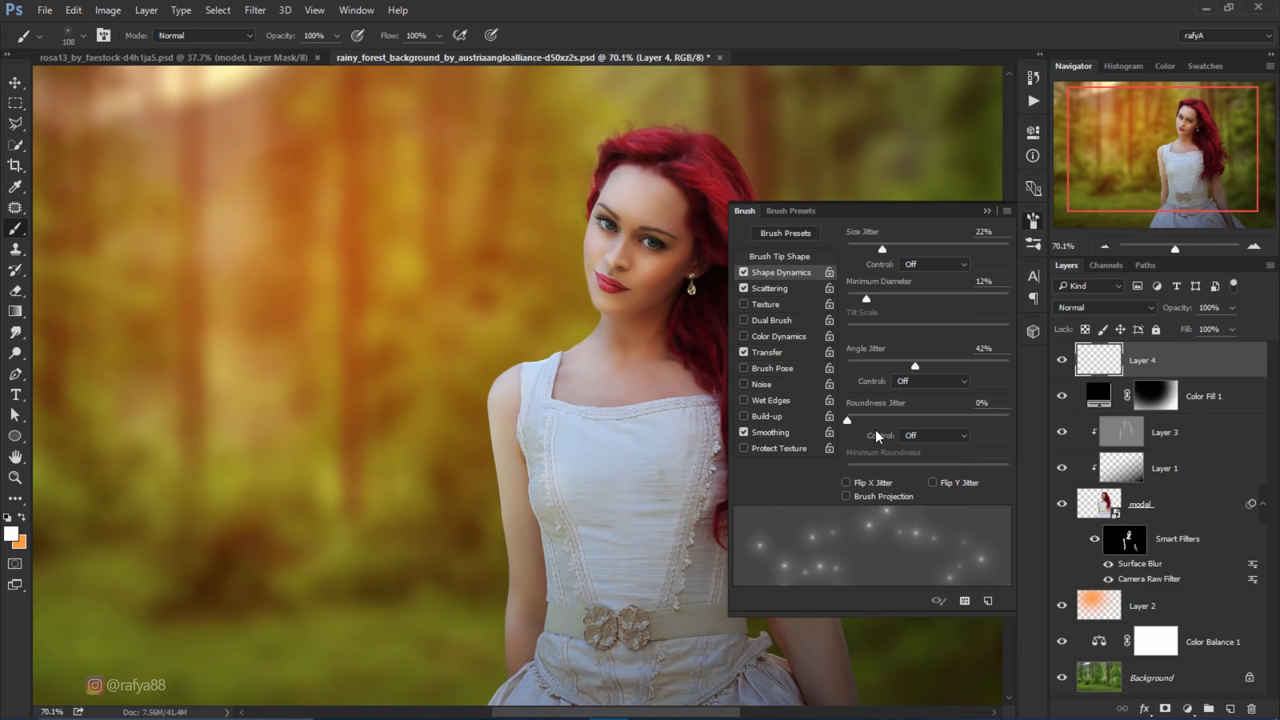 Ps File Edit Image Layer Type Select Filter 3D View Window Help
108 Mode: Normal Opacity: 100% Flow: 100% rafyA
rosa13_by_faestock-d4h1ja5.psd @ 37.7% (model, Layer Mask/8) × rainy_forest_background_by_austriaangloalliance-d50xz2s.psd @ 70.1% (Layer 4, RGB/8) * ×
Brush Brush Presets
Brush Presets
Brush Tip Shape
Shape Dynamics
Scattering
Texture
Dual Brush
Color Dynamics
Transfer
Brush Pose
Noise
Wet Edges
Build-up
Smoothing
Protect Texture
Size Jitter 22%
Control: Off
Minimum Diameter 12%
Tilt Scale
Angle Jitter 42%
Control: Off
Roundness Jitter 0%
Control: Off
Minimum Roundness
Flip X Jitter Flip Y Jitter
Brush Projection
Navigator Histogram Color Swatches
70.1%
Layers Channels Paths
Kind
Normal Opacity: 100%
Lock: Fill: 100%
Layer 4
Color Fill 1
Layer 3
Layer 1
model
Smart Filters
Surface Blur
Camera Raw Filter
Layer 2
Color Balance 1
Background
@rafya88
70.1% Doc: 7.56M/41.4M